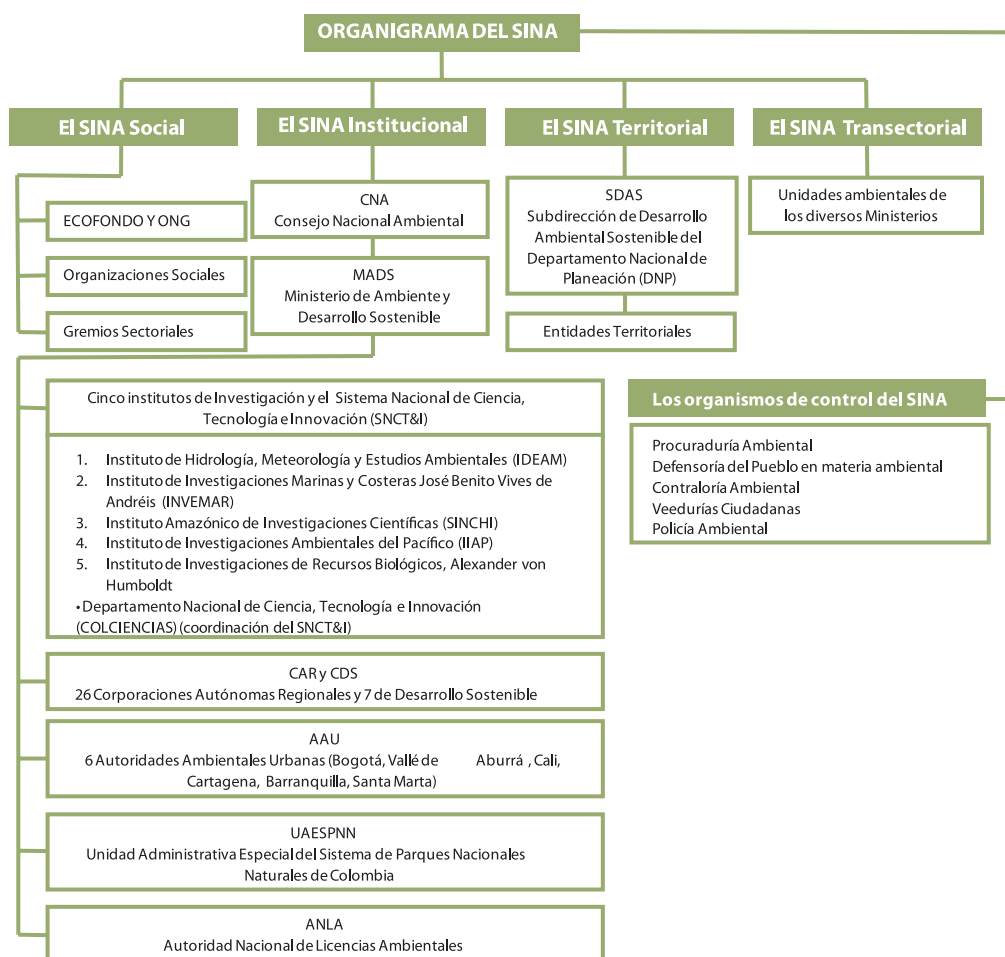 ORGANIGRAMA DEL SINA
El SINA Social
ECOFONDO Y ONG
Organizaciones Sociales
Gremios Sectoriales
El SINA Institucional
CNA
Consejo Nacional Ambiental
MADS
Ministerio de Ambiente y
Desarrollo Sostenible
Cinco institutos de Investigación y el Sistema Nacional de Ciencia,
Tecnología e Innovación (SNCT&I)
1. Instituto de Hidrología, Meteorología y Estudios Ambientales (IDEAM)
2. Instituto de Investigaciones Marinas y Costeras José Benito Vives de
Andréis (INVEMAR)
3. Instituto Amazónico de Investigaciones Científicas (SINCHI)
4. Instituto de Investigaciones Ambientales del Pacífico (IIAP)
5. Instituto de Investigaciones de Recursos Biológicos, Alexander von
Humboldt
• Departamento Nacional de Ciencia, Tecnología e Innovación
(COLCIENCIAS) (coordinación del SNCT&I)
CAR y CDS
26 Corporaciones Autónomas Regionales y 7 de Desarrollo Sostenible
AAU
6 Autoridades Ambientales Urbanas (Bogotá, Vallé de Aburrá , Cali,
Cartagena, Barranquilla, Santa Marta)
UAESPNN
Unidad Administrativa Especial del Sistema de Parques Nacionales
Naturales de Colombia
ANLA
Autoridad Nacional de Licencias Ambientales
El SINA Territorial
SDAS
Subdirección de Desarrollo
Ambiental Sostenible del
Departamento Nacional de
Planeación (DNP)
Entidades Territoriales
El SINA Transectorial
Unidades ambientales de
los diversos Ministerios
Los organismos de control del SINA
Procuraduría Ambiental
Defensoría del Pueblo en materia ambiental
Contraloría Ambiental
Veedurías Ciudadanas
Policía Ambiental